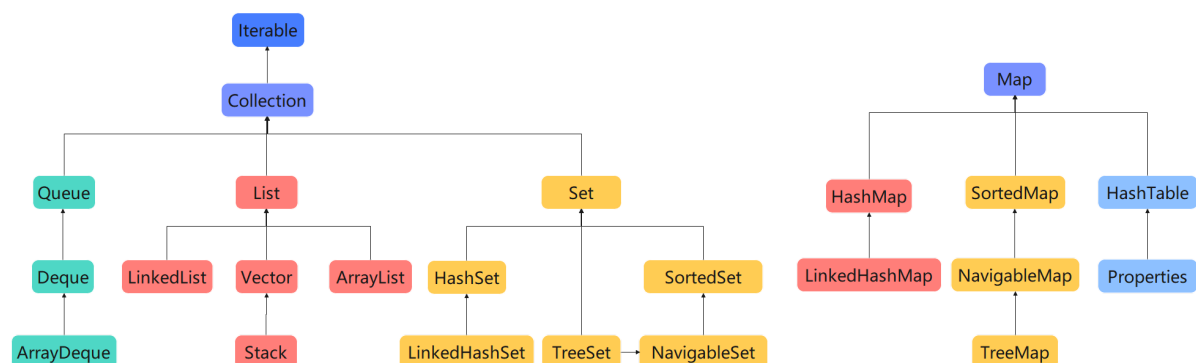 Iterable
Collection
Map
Queue
List
Set
HashMap
SortedMap
HashTable
Deque
LinkedList
Vector
ArrayList
HashSet
SortedSet
LinkedHashMap
NavigableMap
Properties
ArrayDeque
Stack
LinkedHashSet
TreeSet
NavigableSet
TreeMap